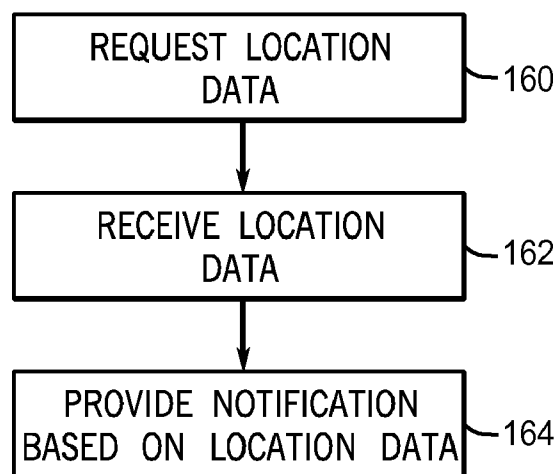 REQUEST LOCATION
DATA
160
RECEIVE LOCATION
DATA
162
PROVIDE NOTIFICATION
BASED ON LOCATION DATA
164